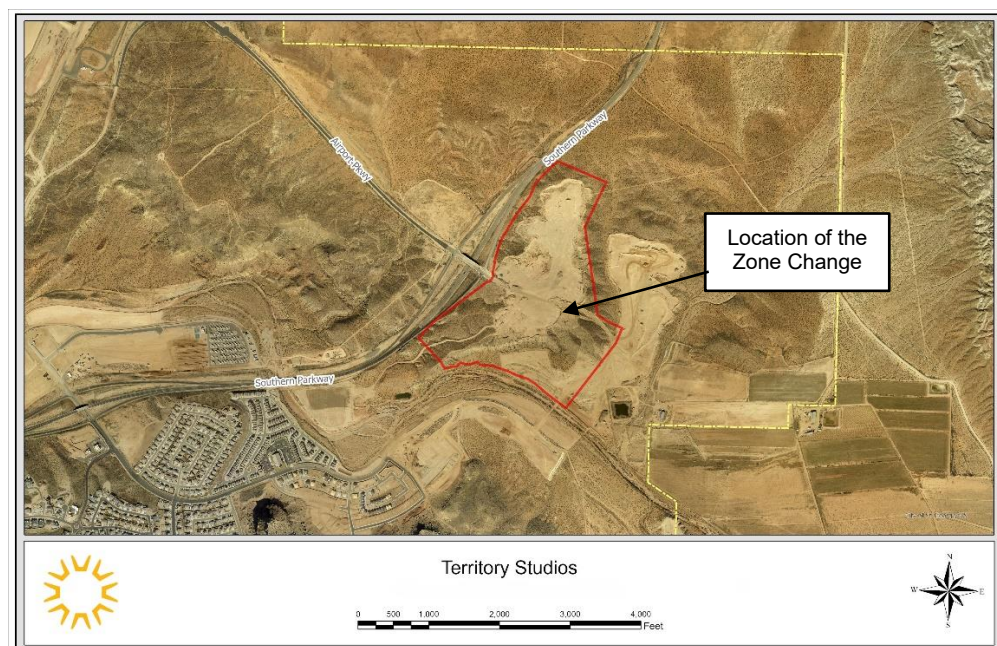 Southern Parkway
Airport Pkwy
Location of the
Zone Change
Southern Parkway
Territory Studios
0 500 1,000 2,000 3,000 4,000
Feet
N
W E
S